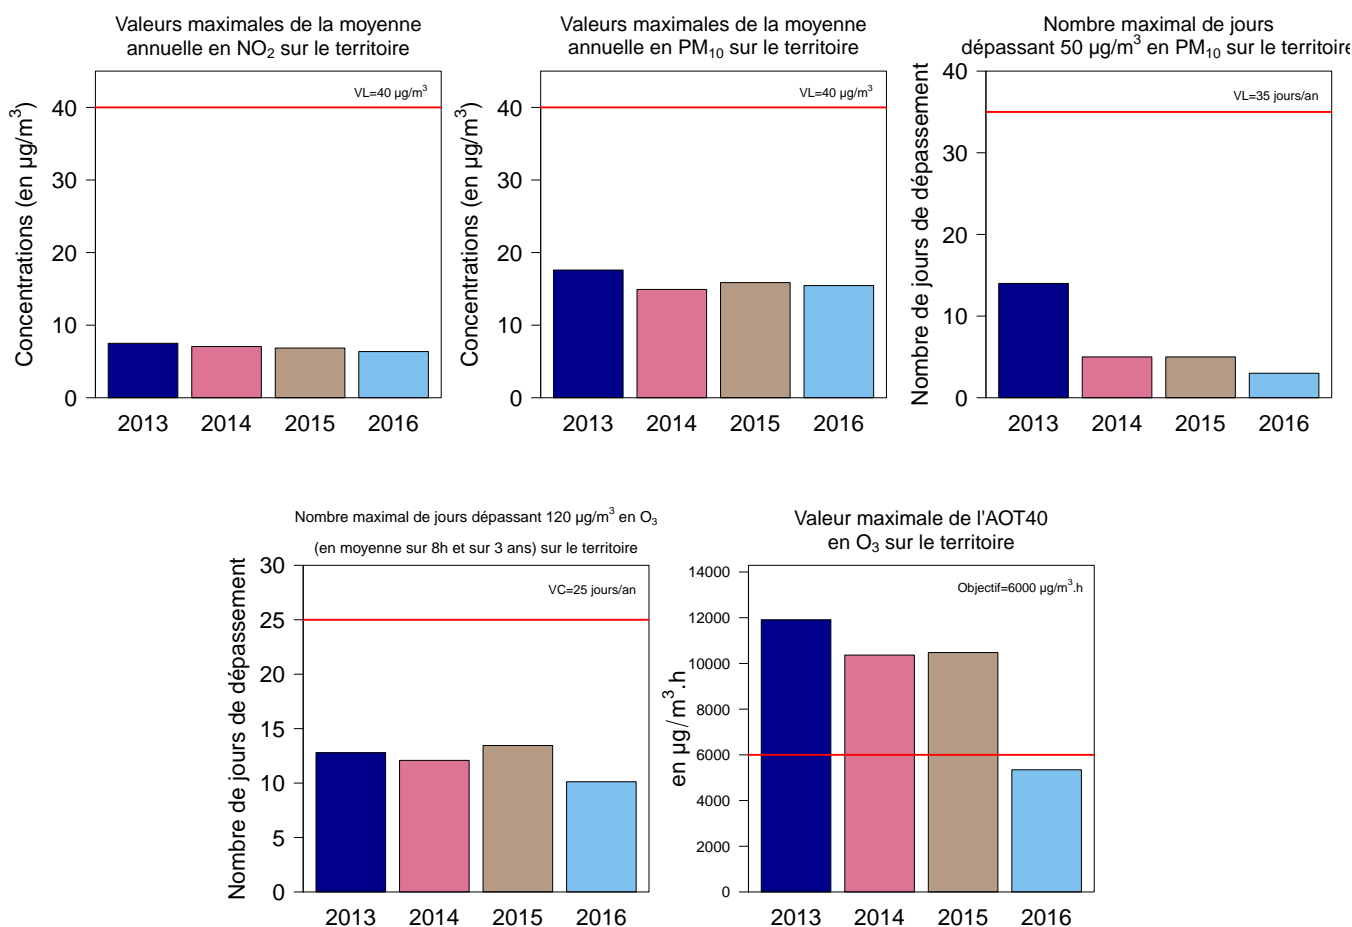 Valeurs maximales de la moyenne
annuelle en NO₂ sur le territoire
Concentrations (en µg/m³)
VL=40 µg/m³
40
30
20
10
0
2013 2014 2015 2016
Valeurs maximales de la moyenne
annuelle en PM₁₀ sur le territoire
Concentrations (en µg/m³)
VL=40 µg/m³
40
30
20
10
0
2013 2014 2015 2016
Nombre maximal de jours
dépassant 50 µg/m³ en PM₁₀ sur le territoire
Nombre de jours de dépassement
VL=35 jours/an
40
30
20
10
0
2013 2014 2015 2016
Nombre maximal de jours dépassant 120 µg/m³ en O₃
(en moyenne sur 8h et sur 3 ans) sur le territoire
Nombre de jours de dépassement
VC=25 jours/an
30
25
20
15
10
5
0
2013 2014 2015 2016
Valeur maximale de l'AOT40
en O₃ sur le territoire
en µg/m³.h
Objectif=6000 µg/m³.h
14000
12000
10000
8000
6000
4000
2000
0
2013 2014 2015 2016